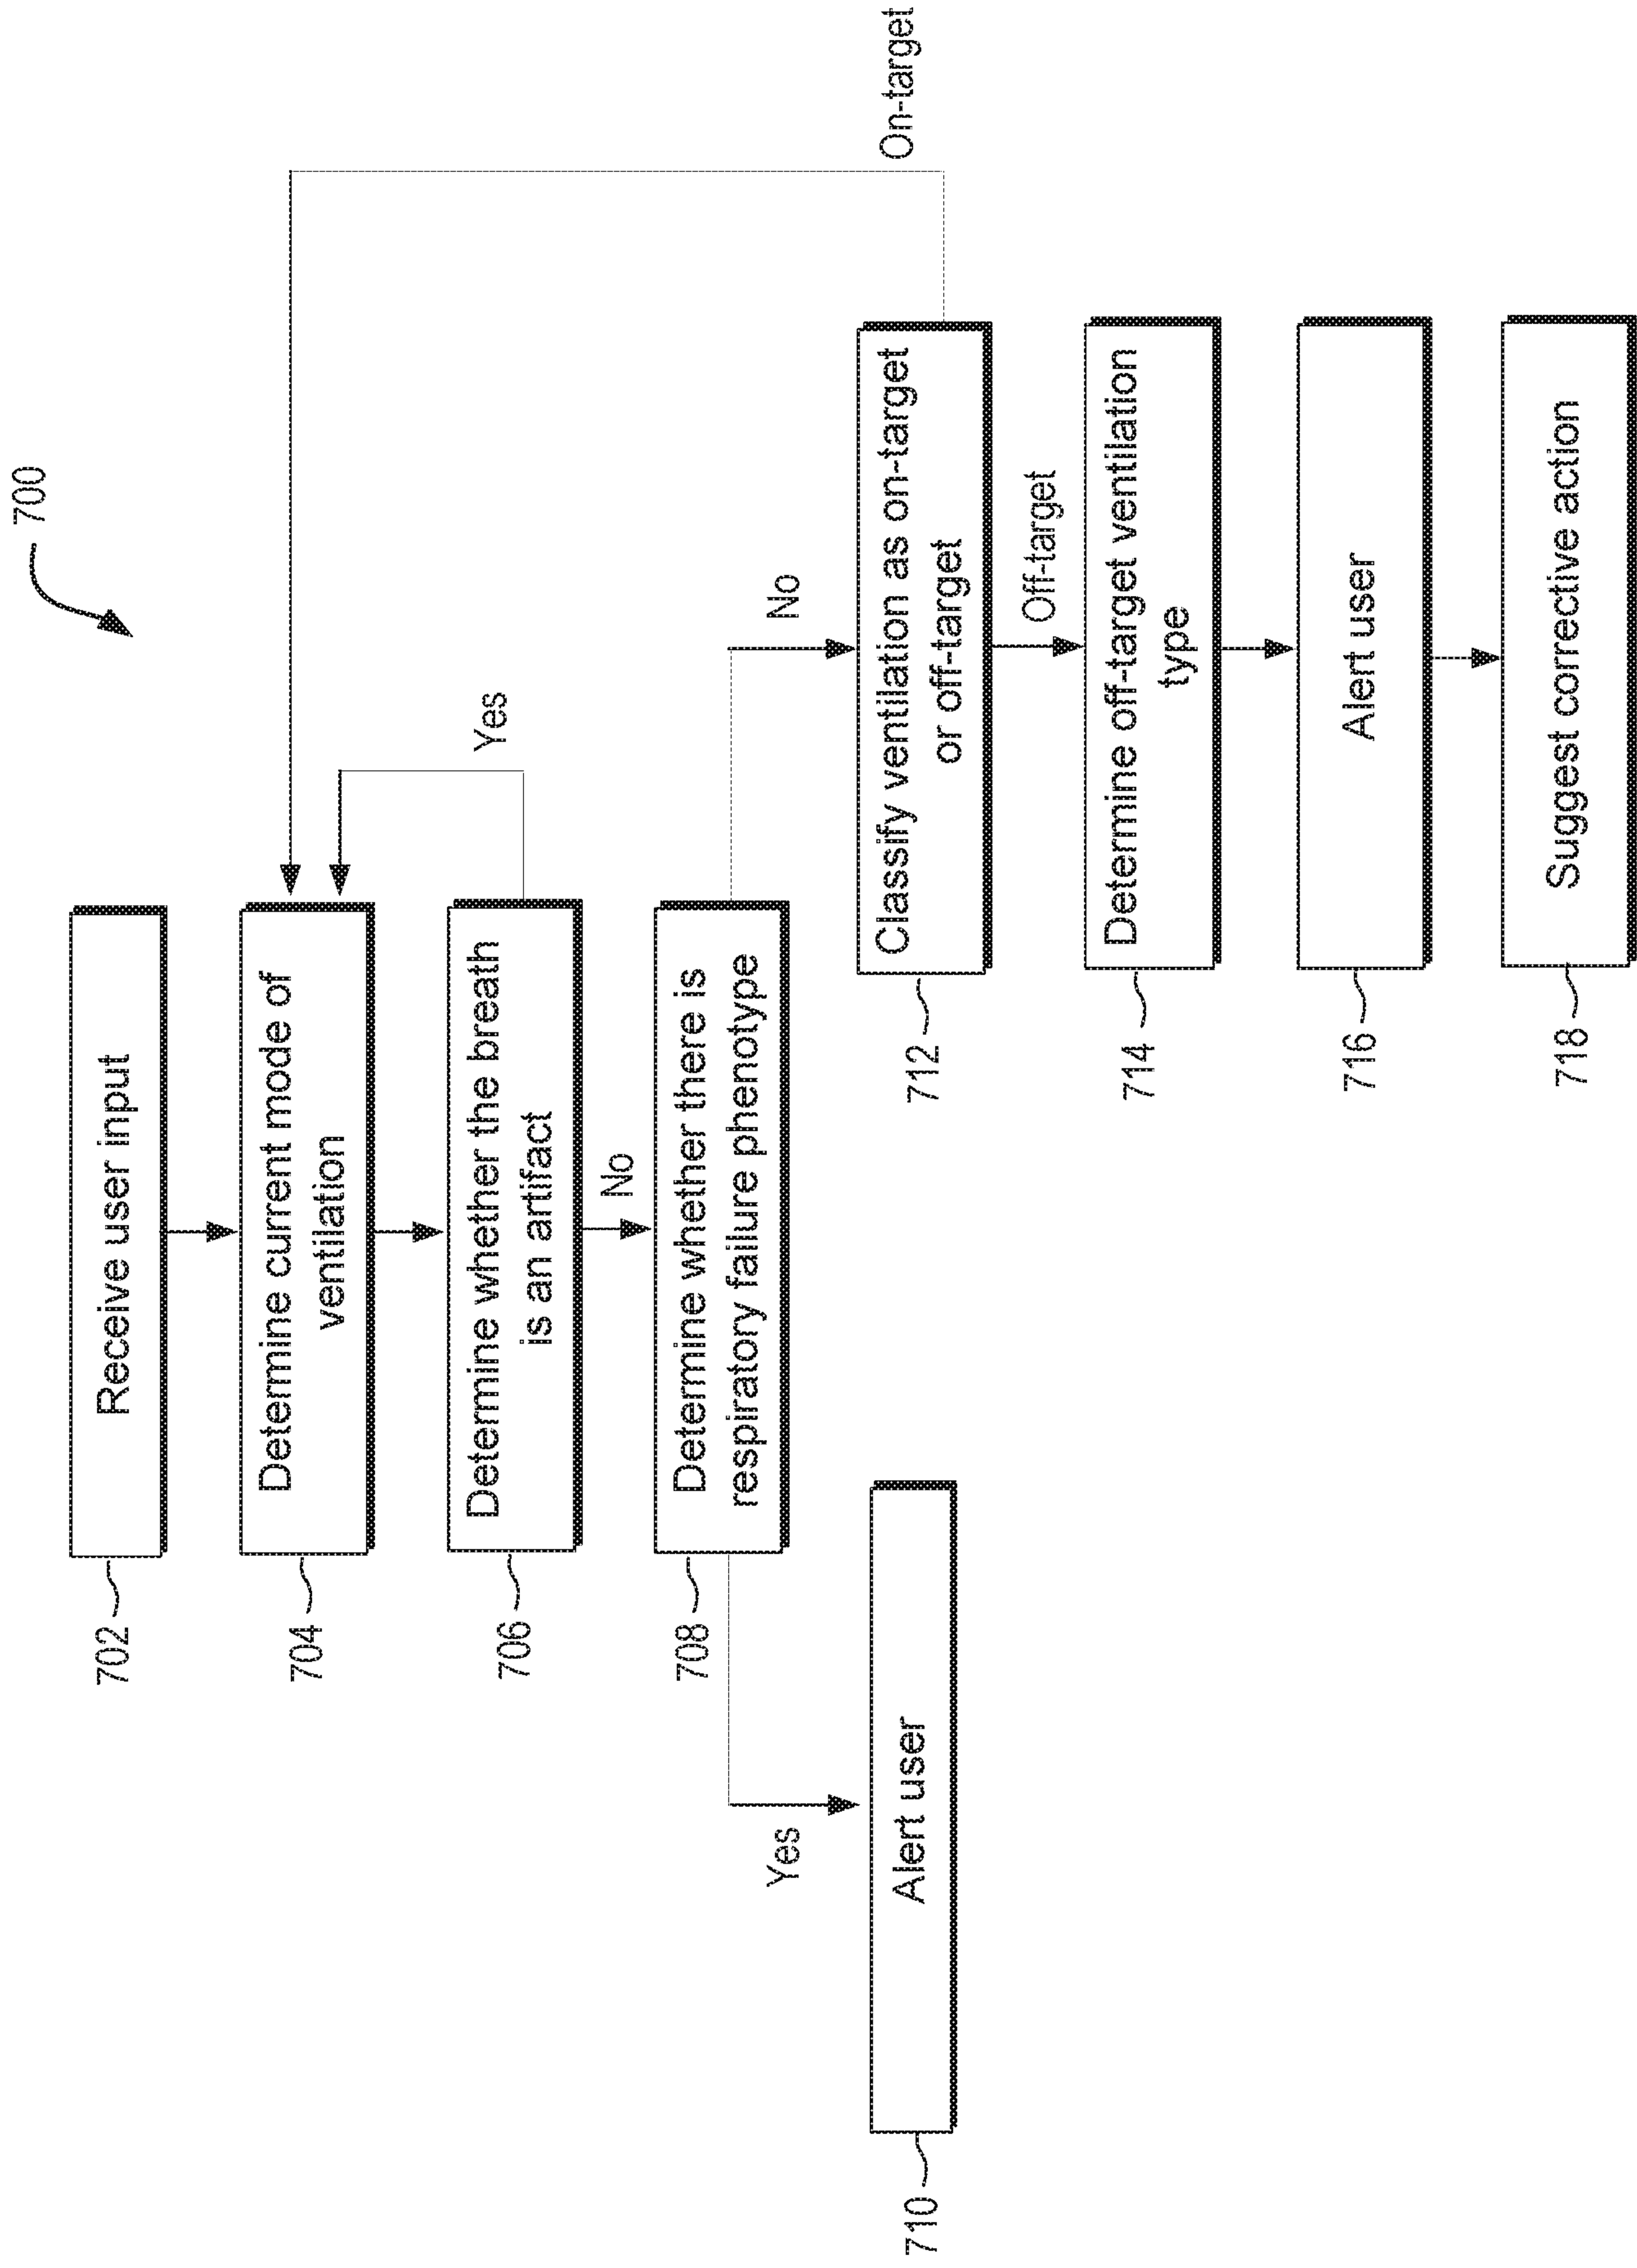 700
702
Receive user input
704
Determine current mode of
ventilation
706
Determine whether the breath
is an artifact
Yes
No
708
Determine whether there is
respiratory failure phenotype
Yes
No
710
Alert user
712
Classify ventilation as on-target
or off-target
On-target
Off-target
714
Determine off-target ventilation
type
716
Alert user
718
Suggest corrective action